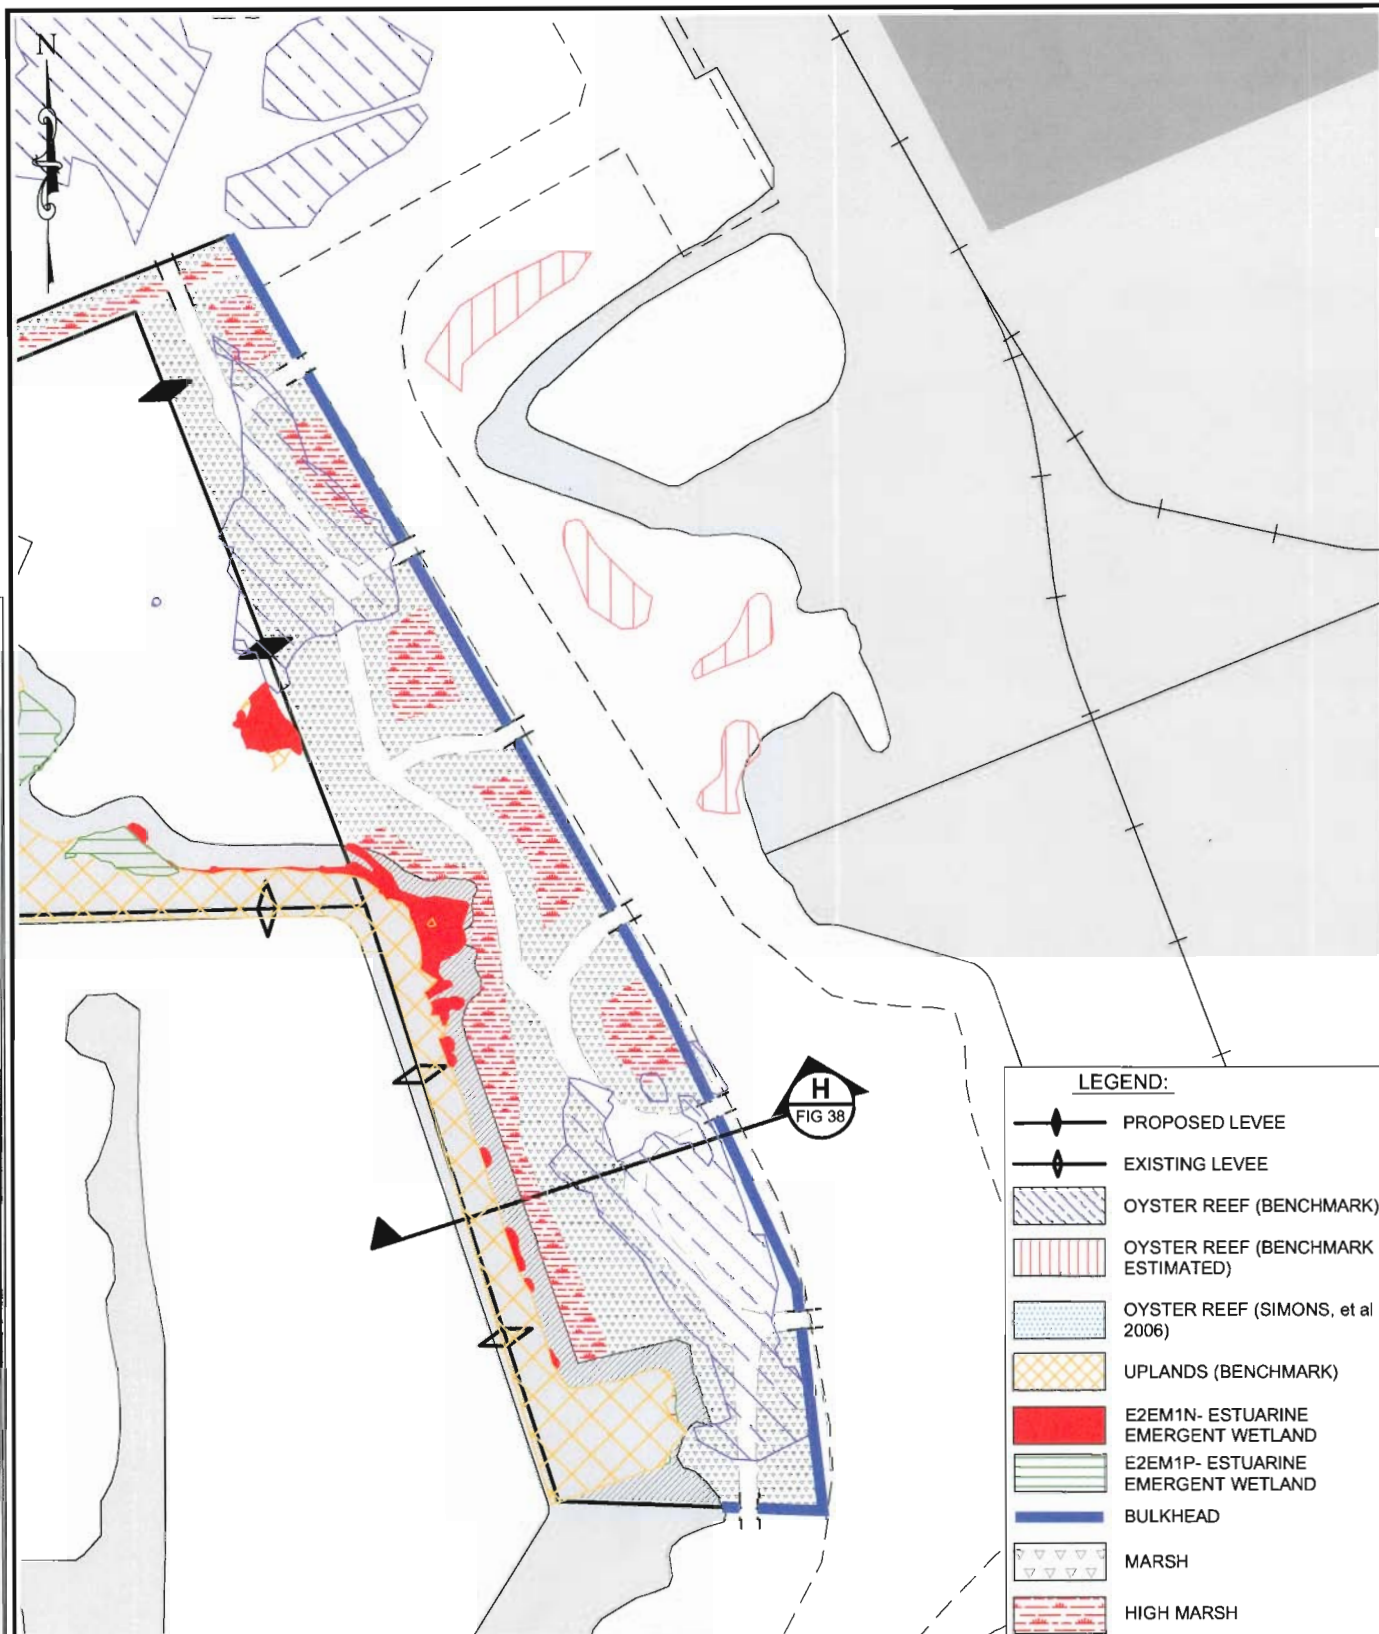 N
H
FIG 38
LEGEND:
PROPOSED LEVEE
EXISTING LEVEE
OYSTER REEF (BENCHMARK)
OYSTER REEF (BENCHMARK
ESTIMATED)
OYSTER REEF (SIMONS, et al
2006)
UPLANDS (BENCHMARK)
E2EM1N- ESTUARINE
EMERGENT WETLAND
E2EM1P- ESTUARINE
EMERGENT WETLAND
BULKHEAD
MARSH
HIGH MARSH